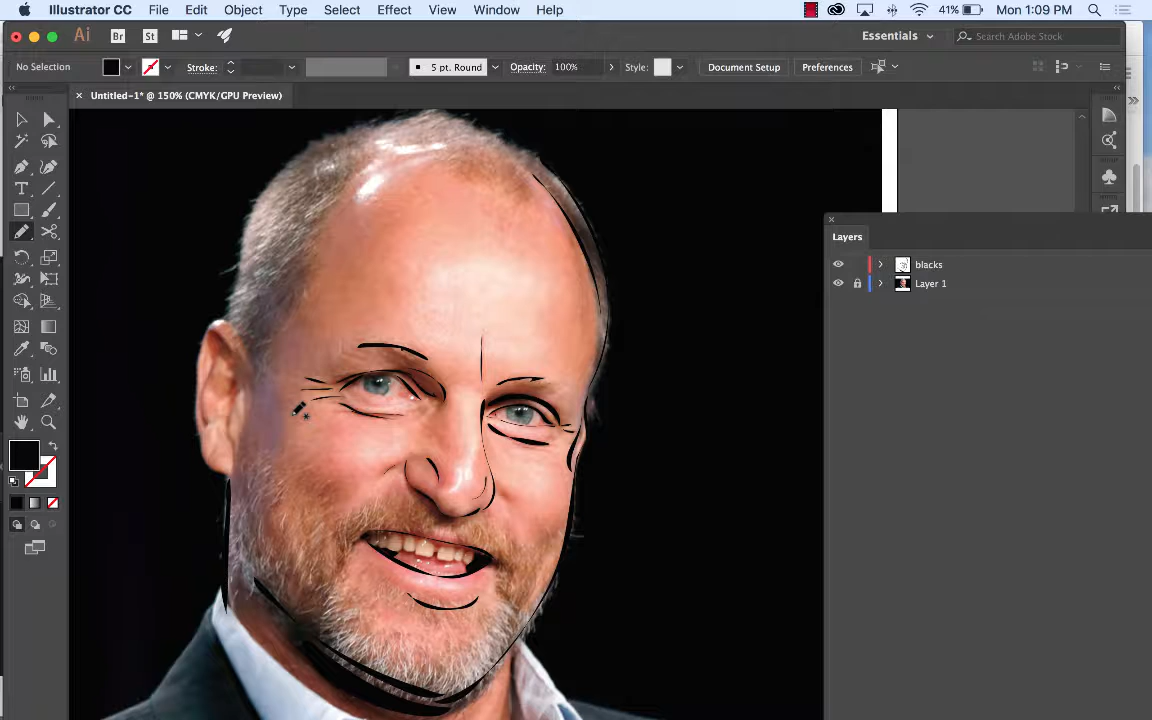 Illustrator CC File Edit Object Type Select Effect View Window Help 41% Mon 1:09 PM
Ai Br St Essentials Search Adobe Stock
No Selection Stroke: 5 pt. Round Opacity: 100% Style: Document Setup Preferences
Untitled-1* @ 150% (CMYK/GPU Preview)
Layers
blacks
Layer 1